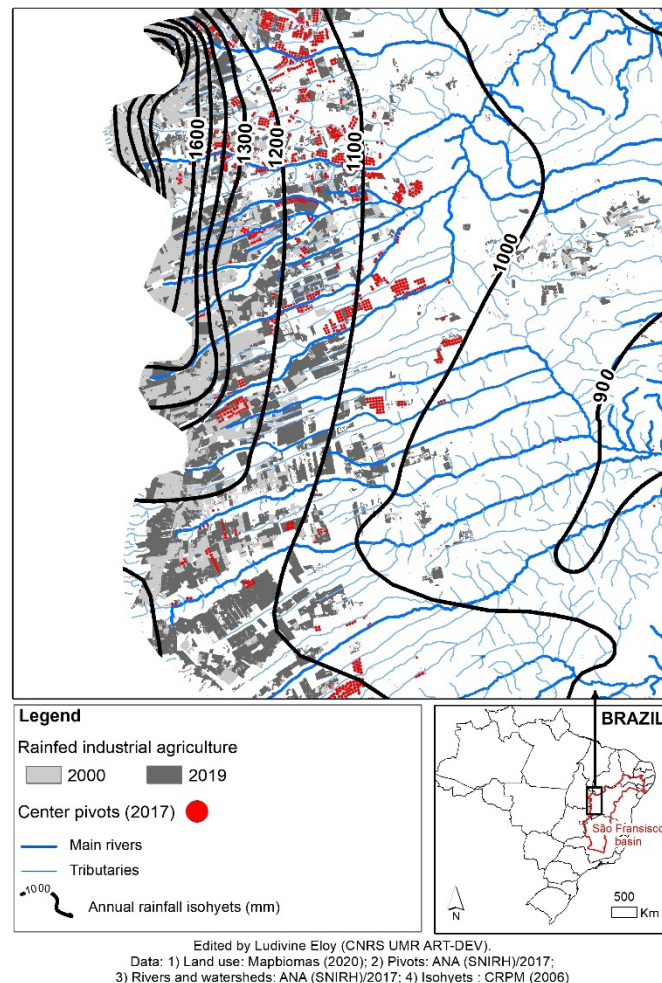 1600
1300
1200
1100
1000
900
Legend
Rainfed industrial agriculture
2000
2019
Center pivots (2017)
Main rivers
Tributaries
1000
Annual rainfall isohyets (mm)
BRAZIL
São Fransisco
basin
500
Km
N
Edited by Ludivine Eloy (CNRS UMR ART-DEV).
Data: 1) Land use: Mapbiomas (2020); 2) Pivots: ANA (SNIRH)/2017;
3) Rivers and watersheds: ANA (SNIRH)/2017; 4) Isohyets : CRPM (2006)